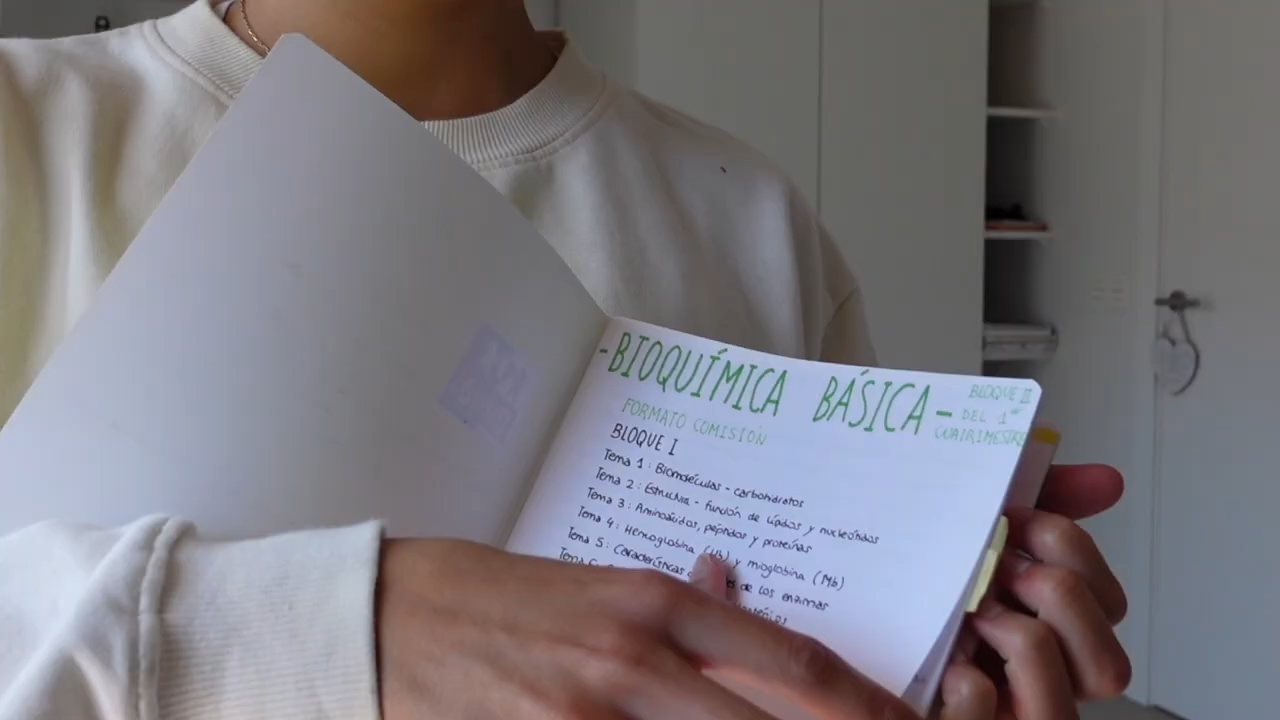 -BIOQUÍMICA BÁSICA-
BLOQUE II
DEL 1er
CUATRIMESTRE
FORMATO COMISIÓN
BLOQUE I
Tema 1: Biomoléculas - carbohidratos
Tema 2: Estructura - función de lípidos y nucleótidos
Tema 3: Aminoácidos, péptidos y proteínas
Tema 4: Hemoglobina (Hb) y mioglobina (Mb)
Tema 5: Características de los enzimas
Tema